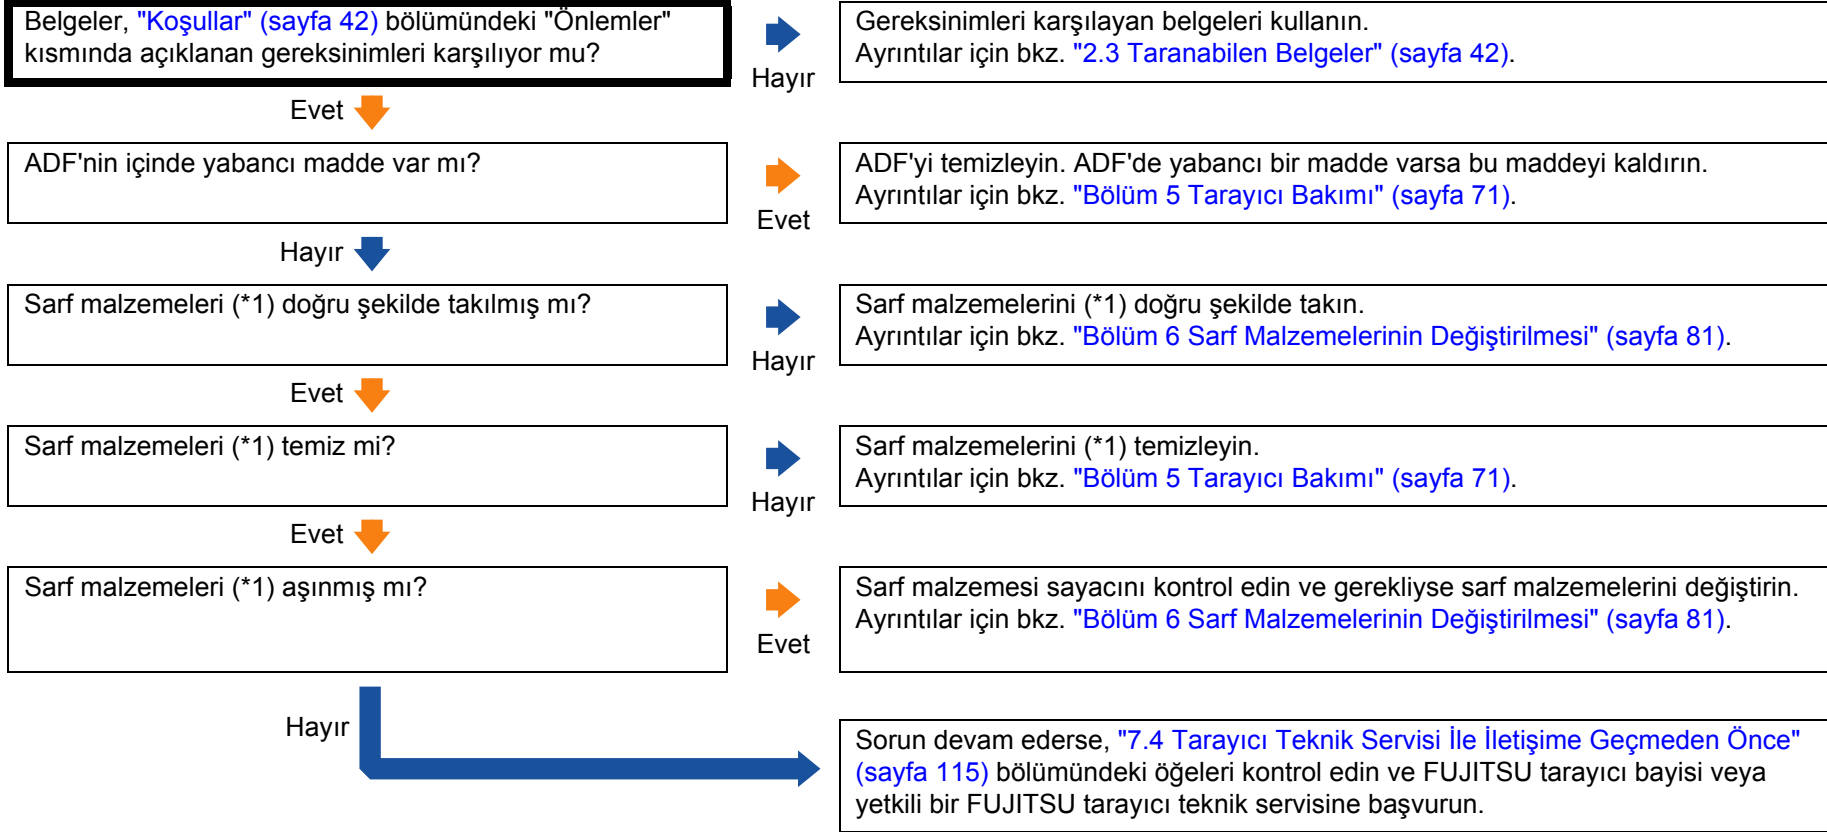 Belgeler, "Koşullar" (sayfa 42) bölümündeki "Önlemler"
kısmında açıklanan gereksinimleri karşılıyor mu?
Hayır
Gereksinimleri karşılayan belgeleri kullanın.
Ayrıntılar için bkz. "2.3 Taranabilen Belgeler" (sayfa 42).
Evet
ADF'nin içinde yabancı madde var mı?
Evet
ADF'yi temizleyin. ADF'de yabancı bir madde varsa bu maddeyi kaldırın.
Ayrıntılar için bkz. "Bölüm 5 Tarayıcı Bakımı" (sayfa 71).
Hayır
Sarf malzemeleri (*1) doğru şekilde takılmış mı?
Hayır
Sarf malzemelerini (*1) doğru şekilde takın.
Ayrıntılar için bkz. "Bölüm 6 Sarf Malzemelerinin Değiştirilmesi" (sayfa 81).
Evet
Sarf malzemeleri (*1) temiz mi?
Hayır
Sarf malzemelerini (*1) temizleyin.
Ayrıntılar için bkz. "Bölüm 5 Tarayıcı Bakımı" (sayfa 71).
Evet
Sarf malzemeleri (*1) aşınmış mı?
Evet
Sarf malzemesi sayacını kontrol edin ve gerekliyse sarf malzemelerini değiştirin.
Ayrıntılar için bkz. "Bölüm 6 Sarf Malzemelerinin Değiştirilmesi" (sayfa 81).
Hayır
Sorun devam ederse, "7.4 Tarayıcı Teknik Servisi İle İletişime Geçmeden Önce"
(sayfa 115) bölümündeki öğeleri kontrol edin ve FUJITSU tarayıcı bayisi veya
yetkili bir FUJITSU tarayıcı teknik servisine başvurun.